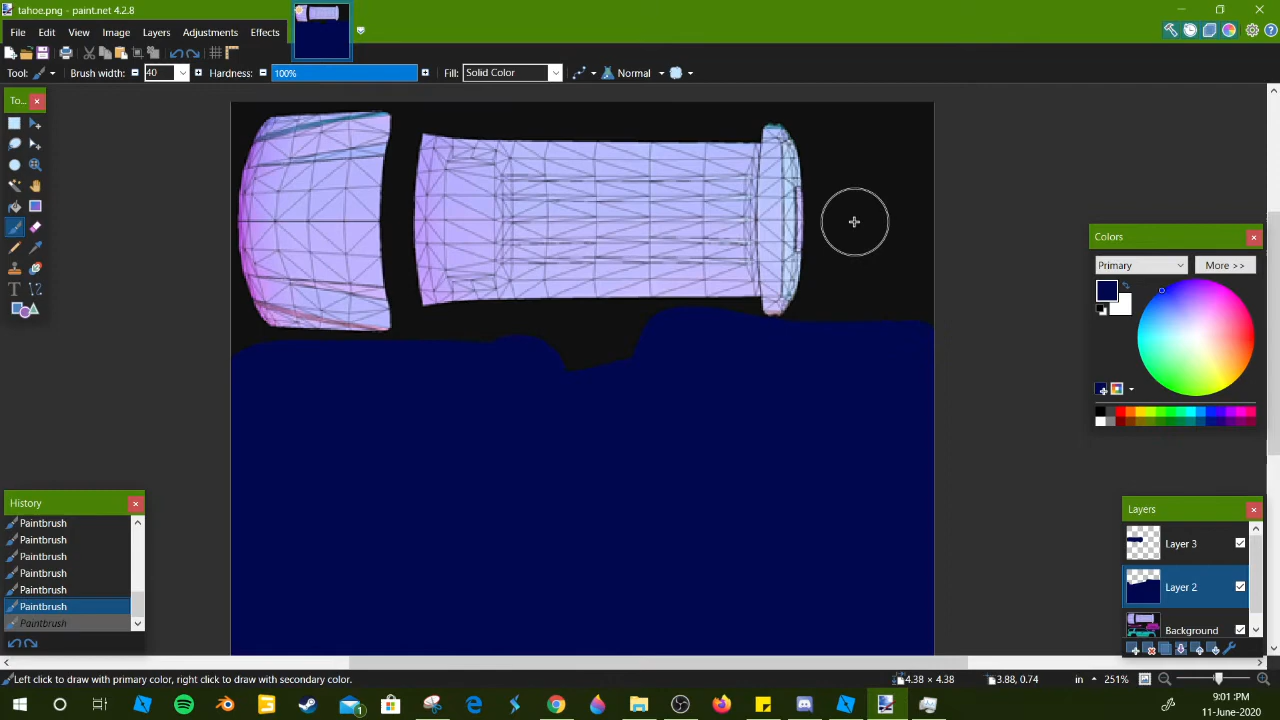 tahoe.png - paint.net 4.2.8
File Edit View Image Layers Adjustments Effects
Tool: Brush width: 40 Hardness: 100% Fill: Solid Color Normal
To...
Colors
Primary More >>
History
Paintbrush
Paintbrush
Paintbrush
Paintbrush
Paintbrush
Paintbrush
Paintbrush
Layers
Layer 3
Layer 2
Background
Left click to draw with primary color, right click to draw with secondary color. 4.38 × 4.38 3.88, 0.74 in 251%
9:01 PM
11-June-2020